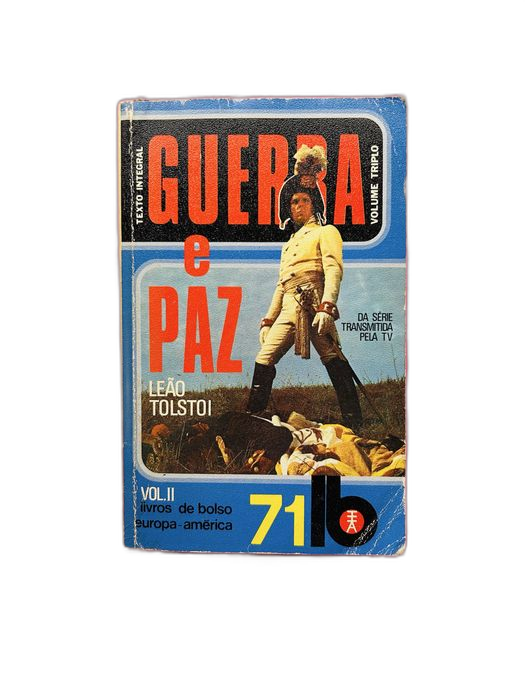 TEXTO INTEGRAL
GUERRA
VOLUME TRIPLO
e
PAZ
LEÃO
TOLSTOI
DA SÉRIE
TRANSMITIDA
PELA TV
VOL.II
livros de bolso
europa-américa
71
lb